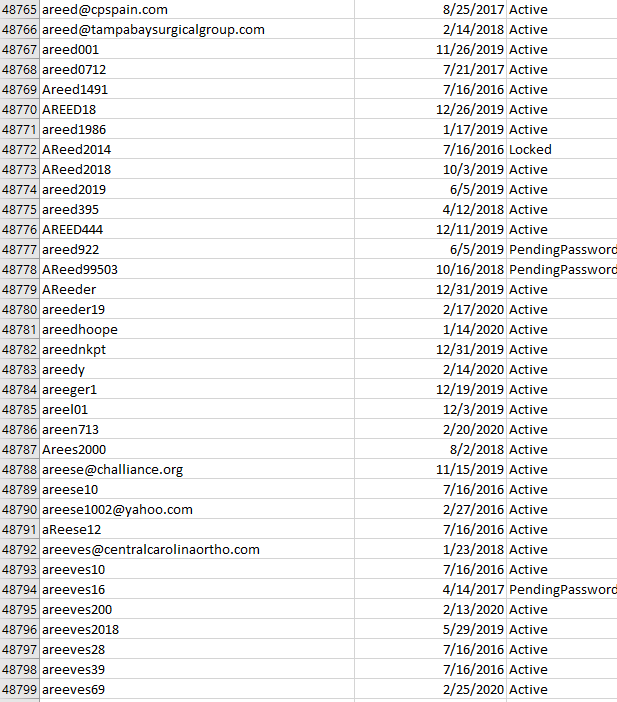 48765 areed@cpspain.com 8/25/2017 Active
48766 areed@tampabaysurgicalgroup.com 2/14/2018 Active
48767 areed001 11/26/2019 Active
48768 areed0712 7/21/2017 Active
48769 Areed1491 7/16/2016 Active
48770 AREED18 12/26/2019 Active
48771 areed1986 1/17/2019 Active
48772 AReed2014 7/16/2016 Locked
48773 AReed2018 10/3/2019 Active
48774 areed2019 6/5/2019 Active
48775 areed395 4/12/2018 Active
48776 AREED444 12/11/2019 Active
48777 areed922 6/5/2019 PendingPassword
48778 AReed99503 10/16/2018 PendingPassword
48779 AReeder 12/31/2019 Active
48780 areeder19 2/17/2020 Active
48781 areedhoope 1/14/2020 Active
48782 areednkpt 12/31/2019 Active
48783 areedy 2/14/2020 Active
48784 areeger1 12/19/2019 Active
48785 areel01 12/3/2019 Active
48786 areen713 2/20/2020 Active
48787 Arees2000 8/2/2018 Active
48788 areese@challiance.org 11/15/2019 Active
48789 areese10 7/16/2016 Active
48790 areese1002@yahoo.com 2/27/2016 Active
48791 aReese12 7/16/2016 Active
48792 areeves@centralcarolinaortho.com 1/23/2018 Active
48793 areeves10 7/16/2016 Active
48794 areeves16 4/14/2017 PendingPassword
48795 areeves200 2/13/2020 Active
48796 areeves2018 5/29/2019 Active
48797 areeves28 7/16/2016 Active
48798 areeves39 7/16/2016 Active
48799 areeves69 2/25/2020 Active